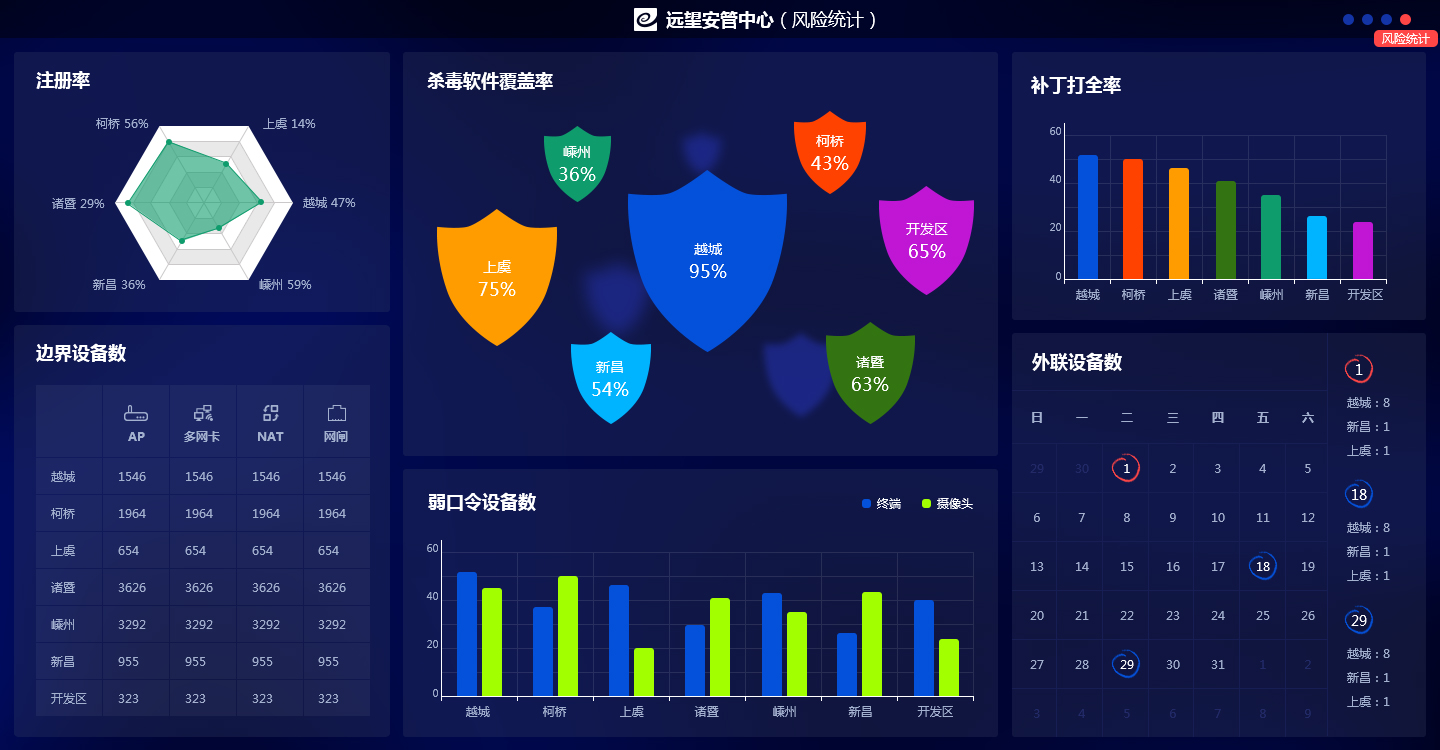 远望安管中心（风险统计）
风险统计
注册率
柯桥 56%
上虞 14%
诸暨 29%
越城 47%
新昌 36%
嵊州 59%
边界设备数
AP 多网卡 NAT 网闸
越城 1546 1546 1546 1546
柯桥 1964 1964 1964 1964
上虞 654 654 654 654
诸暨 3626 3626 3626 3626
嵊州 3292 3292 3292 3292
新昌 955 955 955 955
开发区 323 323 323 323
杀毒软件覆盖率
嵊州
36%
柯桥
43%
越城
95%
开发区
65%
上虞
75%
新昌
54%
诸暨
63%
弱口令设备数
终端 摄像头
60
40
20
0
越城 柯桥 上虞 诸暨 嵊州 新昌 开发区
补丁打全率
60
40
20
0
越城 柯桥 上虞 诸暨 嵊州 新昌 开发区
外联设备数
日 一 二 三 四 五 六
29 30 1 2 3 4 5
6 7 8 9 10 11 12
13 14 15 16 17 18 19
20 21 22 23 24 25 26
27 28 29 30 31 1 2
3 4 5 6 7 8 9
1
越城：8
新昌：1
上虞：1
18
越城：8
新昌：1
上虞：1
29
越城：8
新昌：1
上虞：1